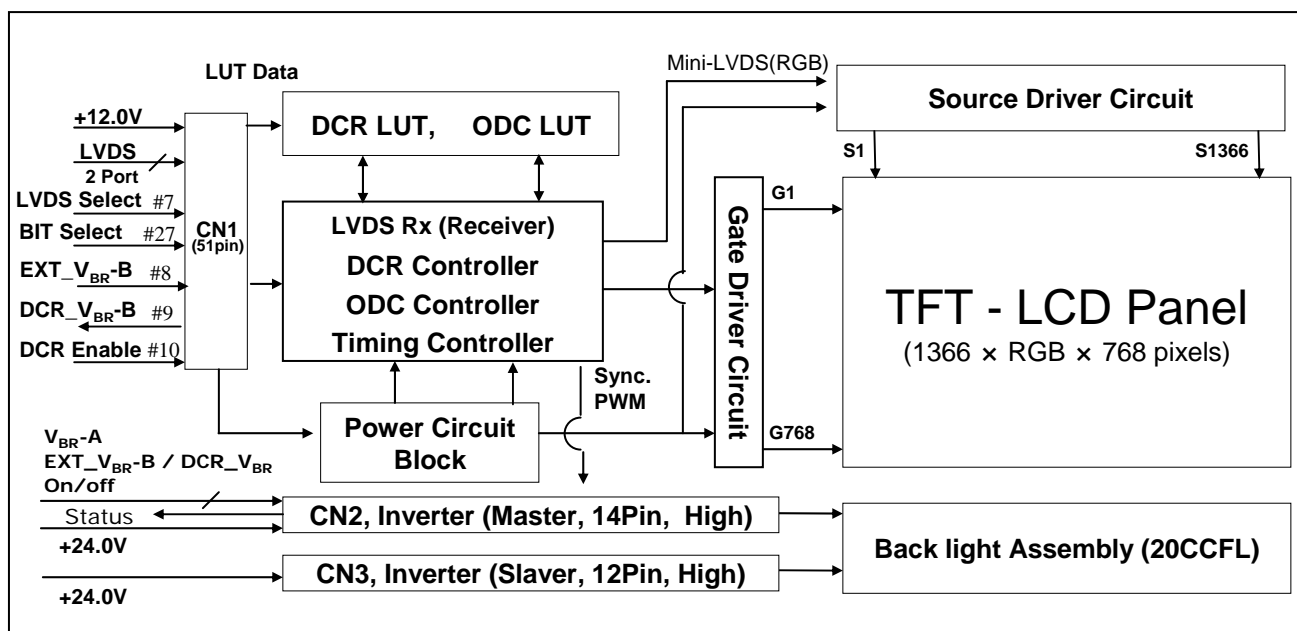 LUT Data
Mini-LVDS(RGB)
+12.0V
LVDS
2 Port
LVDS Select #7
BIT Select #27
EXT_VBR-B #8
DCR_VBR-B #9
DCR Enable #10
CN1
(51pin)
DCR LUT, ODC LUT
LVDS Rx (Receiver)
DCR Controller
ODC Controller
Timing Controller
Sync.
PWM
Power Circuit
Block
Source Driver Circuit
S1
S1366
Gate Driver Circuit
G1
G768
TFT - LCD Panel
(1366 × RGB × 768 pixels)
VBR-A
EXT_VBR-B / DCR_VBR
On/off
Status
+24.0V
CN2, Inverter (Master, 14Pin, High)
+24.0V
CN3, Inverter (Slaver, 12Pin, High)
Back light Assembly (20CCFL)